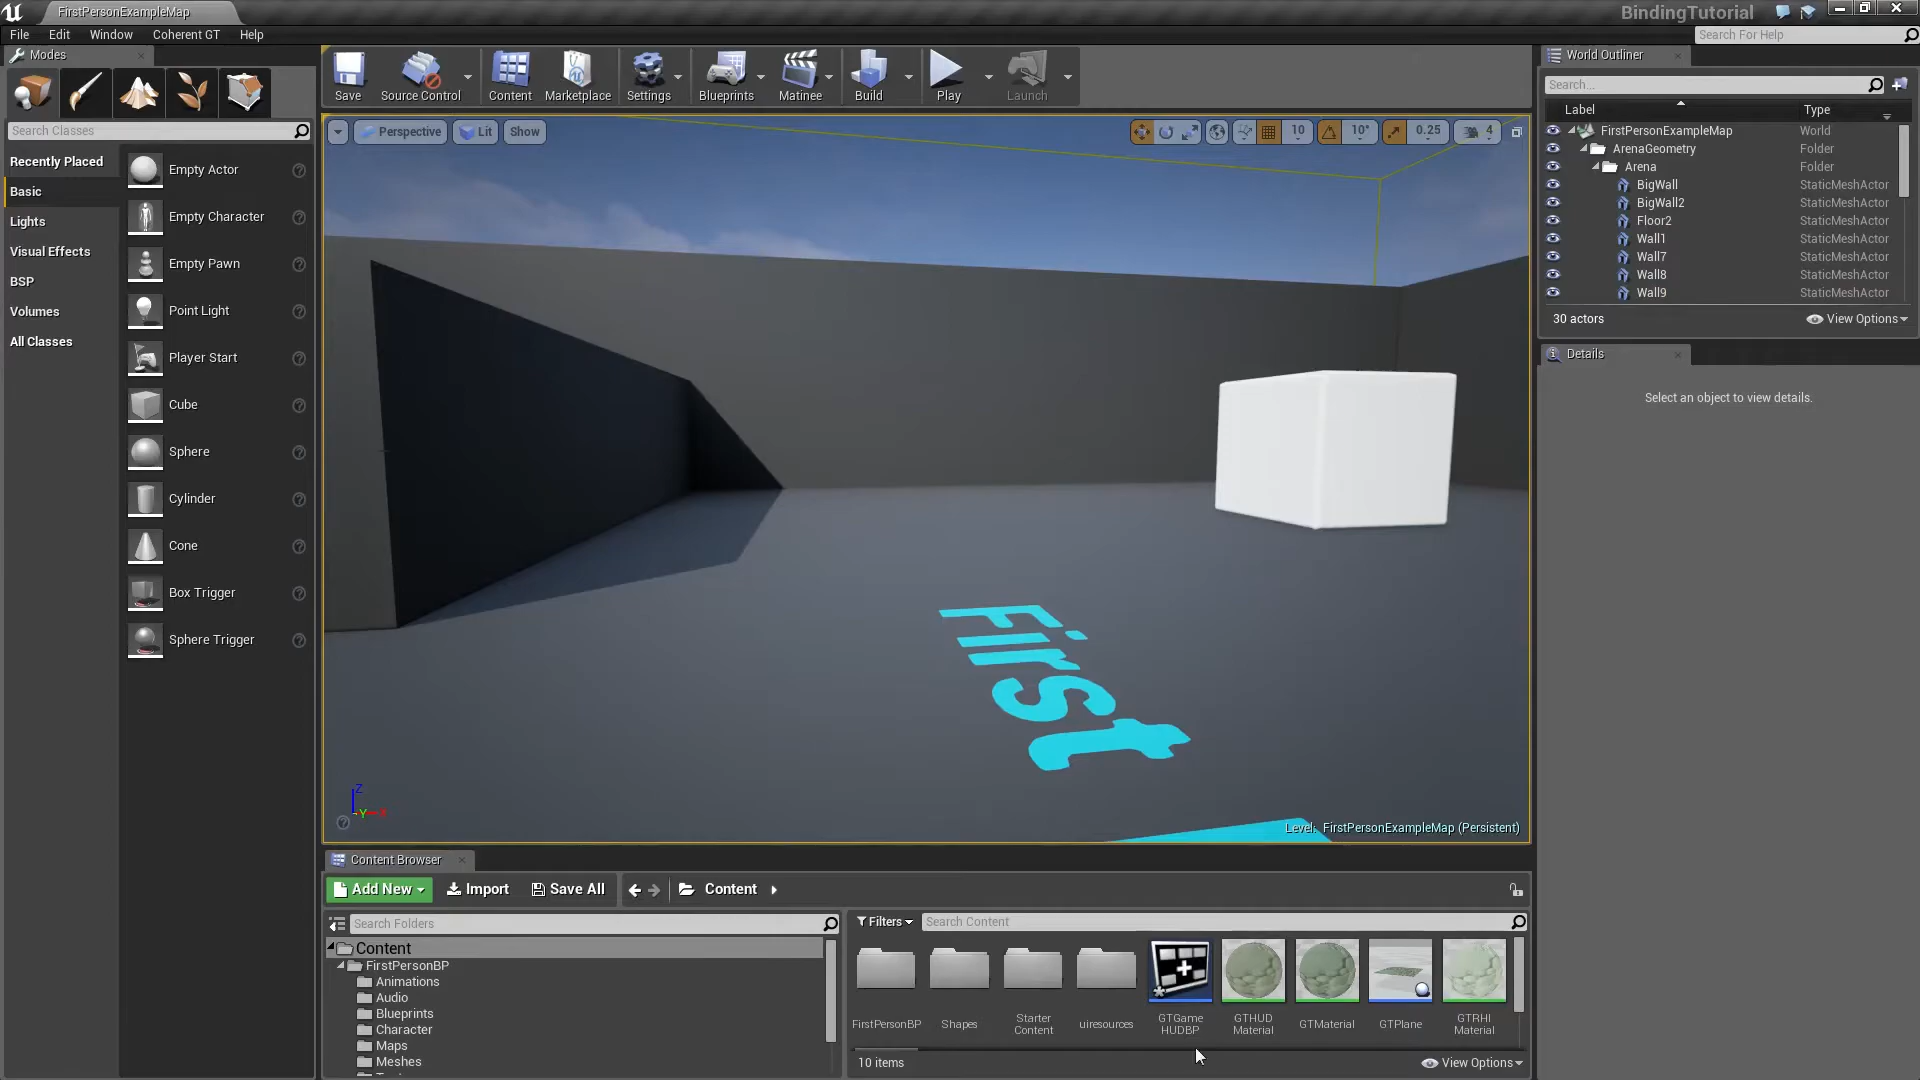 FirstPersonExampleMap
BindingTutorial
File Edit Window Coherent GT Help
Search For Help
Modes
Save
Source Control
Content
Marketplace
Settings
Blueprints
Matinee
Build
Play
Launch
Search Classes
Recently Placed
Basic
Lights
Visual Effects
BSP
Volumes
All Classes
Empty Actor
Empty Character
Empty Pawn
Point Light
Player Start
Cube
Sphere
Cylinder
Cone
Box Trigger
Sphere Trigger
Perspective
Lit
Show
10
10°
0.25
4
First
Z
Y
X
Level: FirstPersonExampleMap (Persistent)
World Outliner
Search...
Label Type
FirstPersonExampleMap World
ArenaGeometry Folder
Arena Folder
BigWall StaticMeshActor
BigWall2 StaticMeshActor
Floor2 StaticMeshActor
Wall1 StaticMeshActor
Wall7 StaticMeshActor
Wall8 StaticMeshActor
Wall9 StaticMeshActor
30 actors
View Options
Details
Select an object to view details.
Content Browser
Add New
Import
Save All
Content
Search Folders
Content
FirstPersonBP
Animations
Audio
Blueprints
Character
Maps
Meshes
Filters
Search Content
FirstPersonBP
Shapes
Starter
Content
uiresources
GTGame
HUDBP
GTHUD
Material
GTMaterial
GTPlane
GTRHI
Material
10 items
View Options